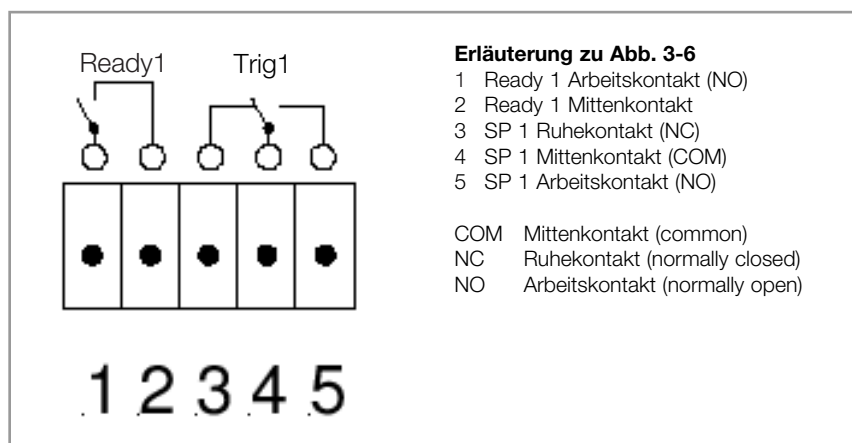 Ready1 Trig1
1 2 3 4 5
Erläuterung zu Abb. 3-6
1 Ready 1 Arbeitskontakt (NO)
2 Ready 1 Mittenkontakt
3 SP 1 Ruhekontakt (NC)
4 SP 1 Mittenkontakt (COM)
5 SP 1 Arbeitskontakt (NO)
COM Mittenkontakt (common)
NC Ruhekontakt (normally closed)
NO Arbeitskontakt (normally open)